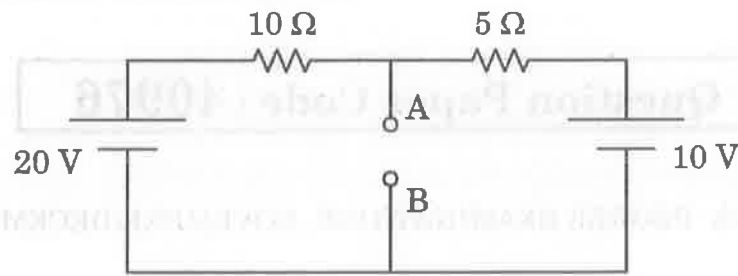 10 Ω 5 Ω
Question Paper Code : 40976
A
20 V 10 V
B